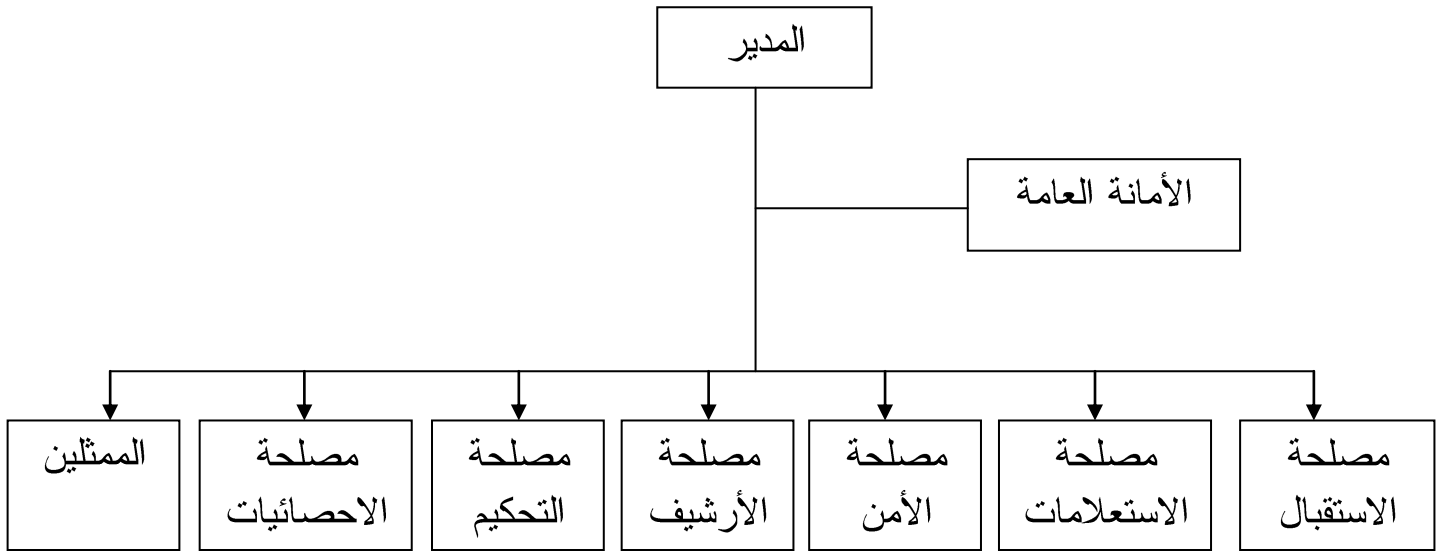 المدير
الأمانة العامة
مصلحة
الاستقبال
مصلحة
الاستعلامات
مصلحة
الأمن
مصلحة
الأرشيف
مصلحة
التحكيم
مصلحة
الاحصائيات
الممثلين